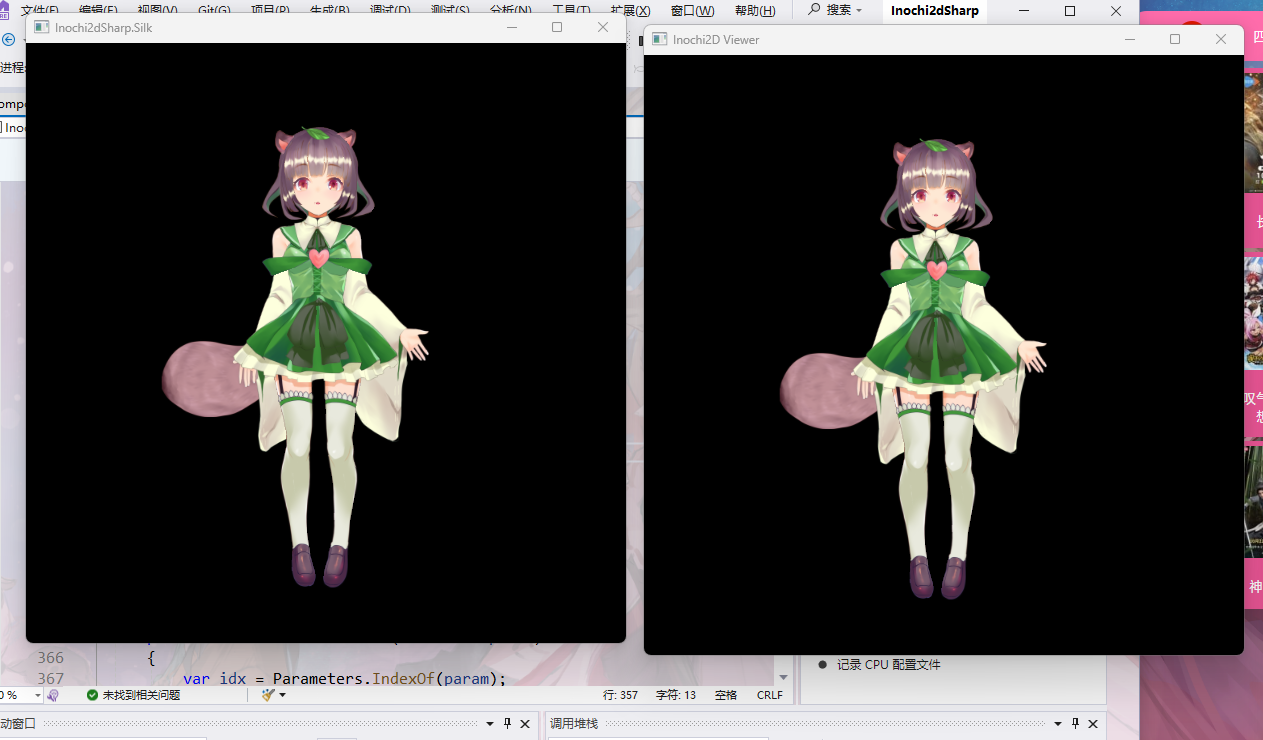 文件(F) 编辑(E) 视图(V) Git(G) 项目(P) 生成(B) 调试(D) 测试(S) 分析(N) 工具(T) 扩展(X) 窗口(W) 帮助(H) 搜索 Inochi2dSharp
Inochi2dSharp.Silk
Inochi2D Viewer
进程
366 {
367 var idx = Parameters.IndexOf(param);
记录 CPU 配置文件
未找到相关问题 行: 357 字符: 13 空格 CRLF
动窗口 调用堆栈